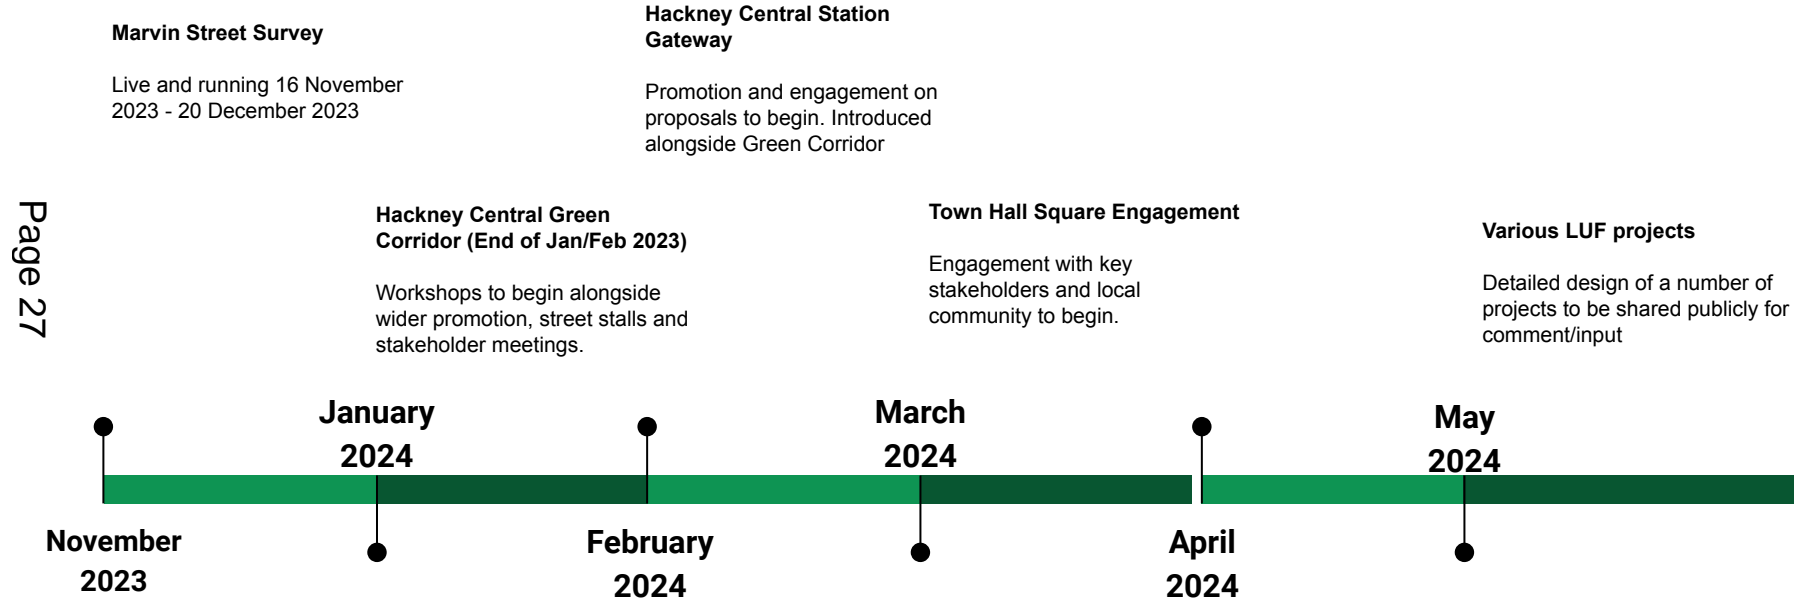 Marvin Street Survey
Live and running 16 November
2023 - 20 December 2023
Hackney Central Station
Gateway
Promotion and engagement on
proposals to begin. Introduced
alongside Green Corridor
Page 27
Hackney Central Green
Corridor (End of Jan/Feb 2023)
Workshops to begin alongside
wider promotion, street stalls and
stakeholder meetings.
Town Hall Square Engagement
Engagement with key
stakeholders and local
community to begin.
Various LUF projects
Detailed design of a number of
projects to be shared publicly for
comment/input
January
2024
March
2024
May
2024
November
2023
February
2024
April
2024